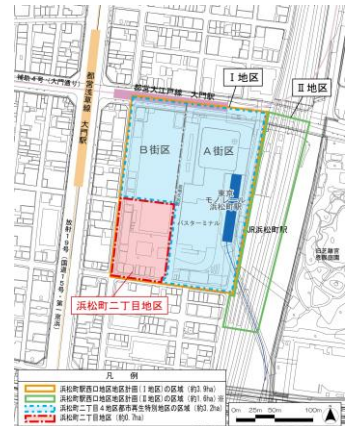 補助4号（大門通り）
都営大江戸線 大門駅
Ⅰ地区
Ⅱ地区
都営浅草線 大門駅
B街区
A街区
東京モノレール
浜松町駅
JR浜松町駅
バスターミナル
旧芝離宮
恩賜庭園
放射19号（国道15号・第一京浜）
浜松町二丁目地区
凡例
浜松町駅西口地区地区計画（Ⅰ地区）の区域（約3.9ha）
浜松町駅西口地区地区計画（Ⅱ地区）の区域（約1.6ha）※
浜松町二丁目4地区都市再生特別地区の区域（約3.2ha）
浜松町二丁目地区（約0.7ha）
0m 25m 50m 100m